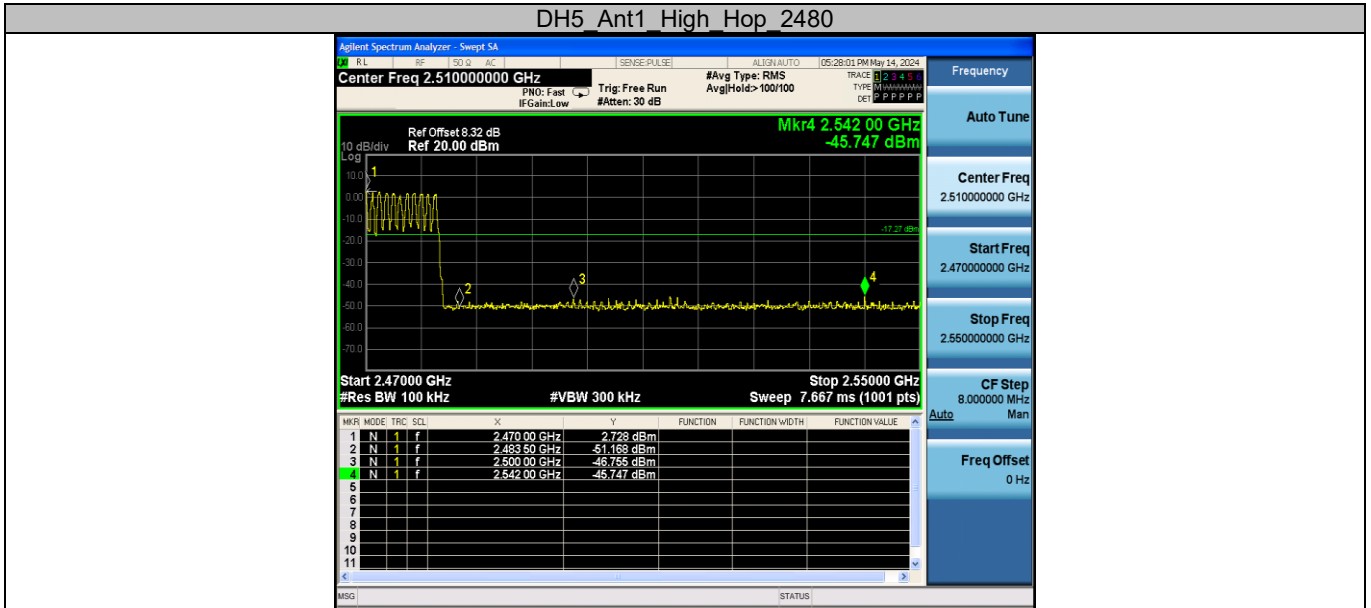 DH5_Ant1_High_Hop_2480
Agilent Spectrum Analyzer - Swept SA
RL RF 50 Ω AC SENSE:PULSE ALIGNAUTO 05:28:01 PM May 14, 2024
Center Freq 2.510000000 GHz
PNO: Fast
IFGain:Low
Trig: Free Run
#Atten: 30 dB
#Avg Type: RMS
Avg|Hold:> 100/100
TRACE 1 2 3 4 5 6
TYPE M
DET P P P P P P
Mkr4 2.542 00 GHz
-45.747 dBm
Ref Offset 8.32 dB
10 dB/div Ref 20.00 dBm
Log
10.0
0.00
-10.0
-20.0
-30.0
-40.0
-50.0
-60.0
-70.0
1
2
3
4
-17.27 dBm
Start 2.47000 GHz Stop 2.55000 GHz
#Res BW 100 kHz #VBW 300 kHz Sweep 7.667 ms (1001 pts)
MKR MODE TRC SCL X Y FUNCTION FUNCTION WIDTH FUNCTION VALUE
1 N 1 f 2.470 00 GHz 2.728 dBm
2 N 1 f 2.483 50 GHz -51.168 dBm
3 N 1 f 2.500 00 GHz -46.755 dBm
4 N 1 f 2.542 00 GHz -45.747 dBm
5
6
7
8
9
10
11
MSG STATUS
Frequency
Auto Tune
Center Freq
2.510000000 GHz
Start Freq
2.470000000 GHz
Stop Freq
2.550000000 GHz
CF Step
8.000000 MHz
Auto Man
Freq Offset
0 Hz